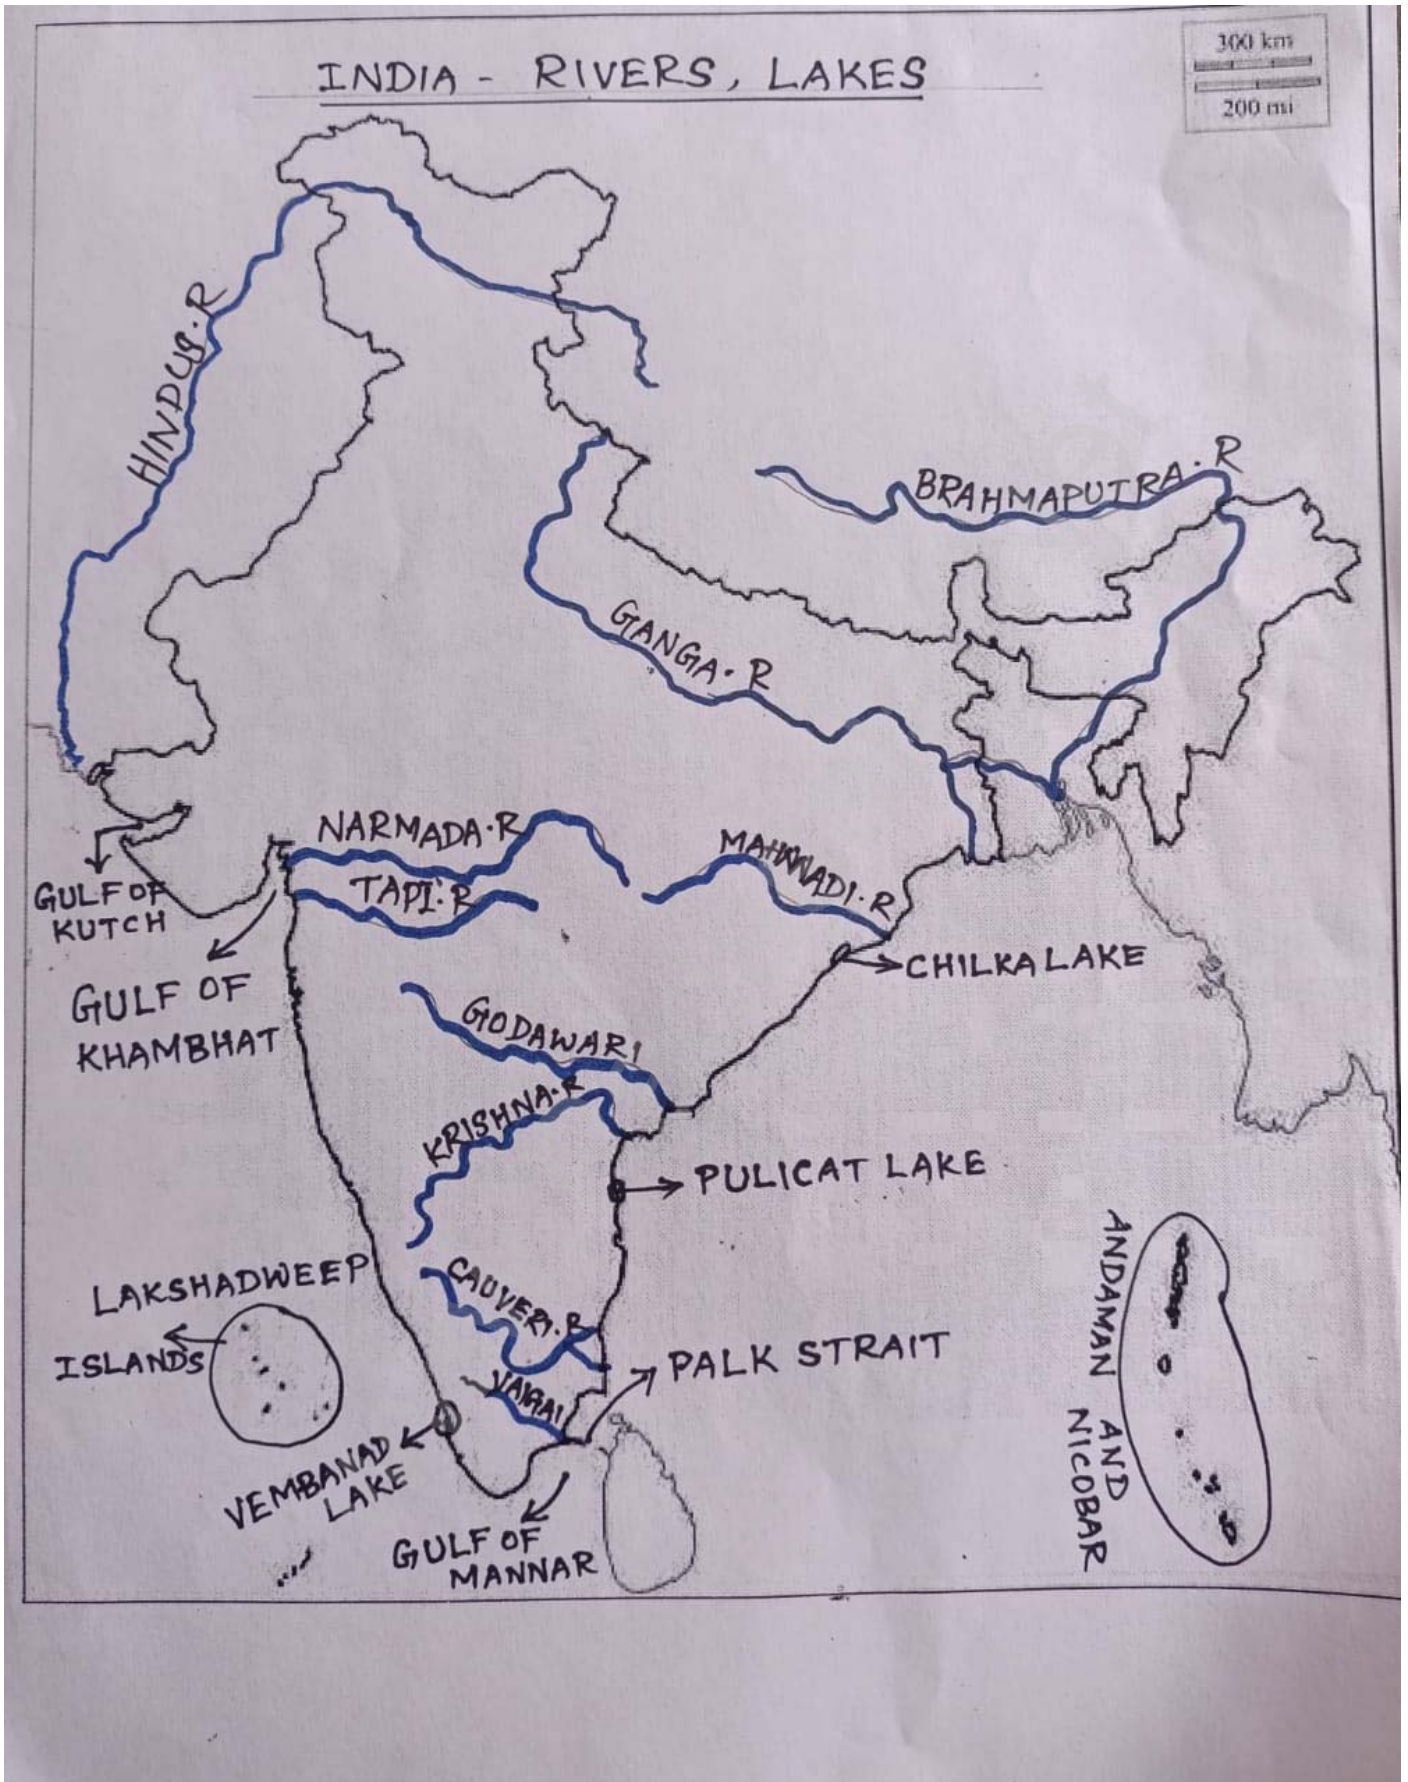 300 km
200 mi
INDIA - RIVERS, LAKES
HINDUS.R
BRAHMAPUTRA.R
GANGA.R
NARMADA.R
TAPI.R
MAHANADI.R
GULF OF
KUTCH
GULF OF
KHAMBHAT
CHILKA LAKE
GODAWARI
KRISHNA.R
PULICAT LAKE
LAKSHADWEEP
ISLANDS
CAUVERI.R
PALK STRAIT
VAIGAI
VEMBANAD
LAKE
GULF OF
MANNAR
ANDAMAN AND
NICOBAR